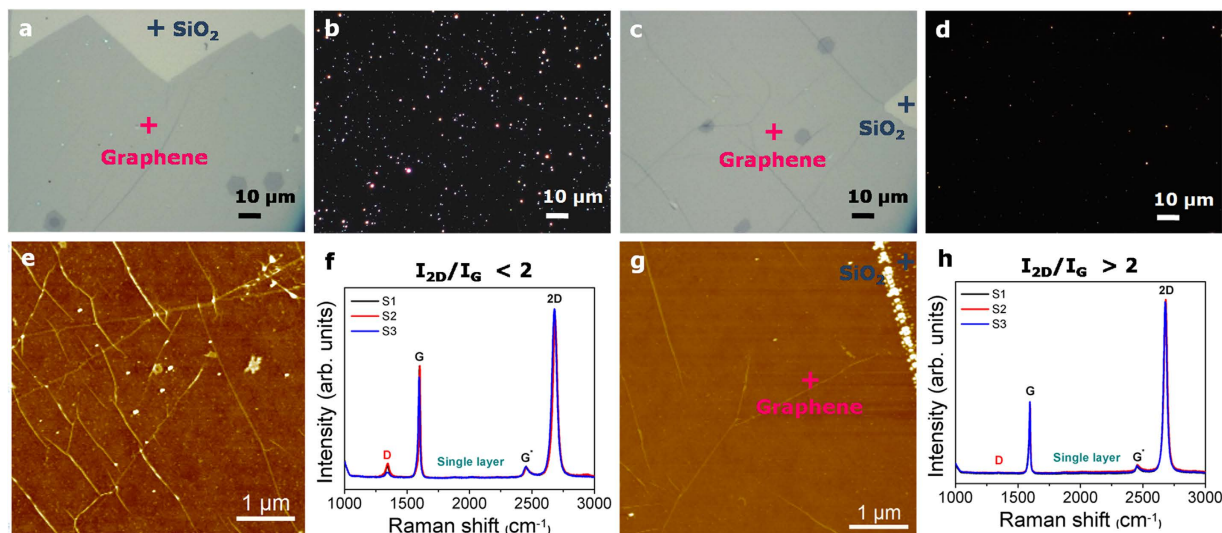 a
+ SiO₂
+
Graphene
10 µm
b
10 µm
c
+
SiO₂
+
Graphene
10 µm
d
10 µm
e
1 µm
f
I₂D/IG < 2
S1
S2
S3
2D
G
D
Single layer
G*
Intensity (arb. units)
1000 1500 2000 2500 3000
Raman shift (cm⁻¹)
g
SiO₂ +
+
Graphene
1 µm
h
I₂D/IG > 2
S1
S2
S3
2D
G
D
Single layer
G*
Intensity (arb. units)
1000 1500 2000 2500 3000
Raman shift (cm⁻¹)